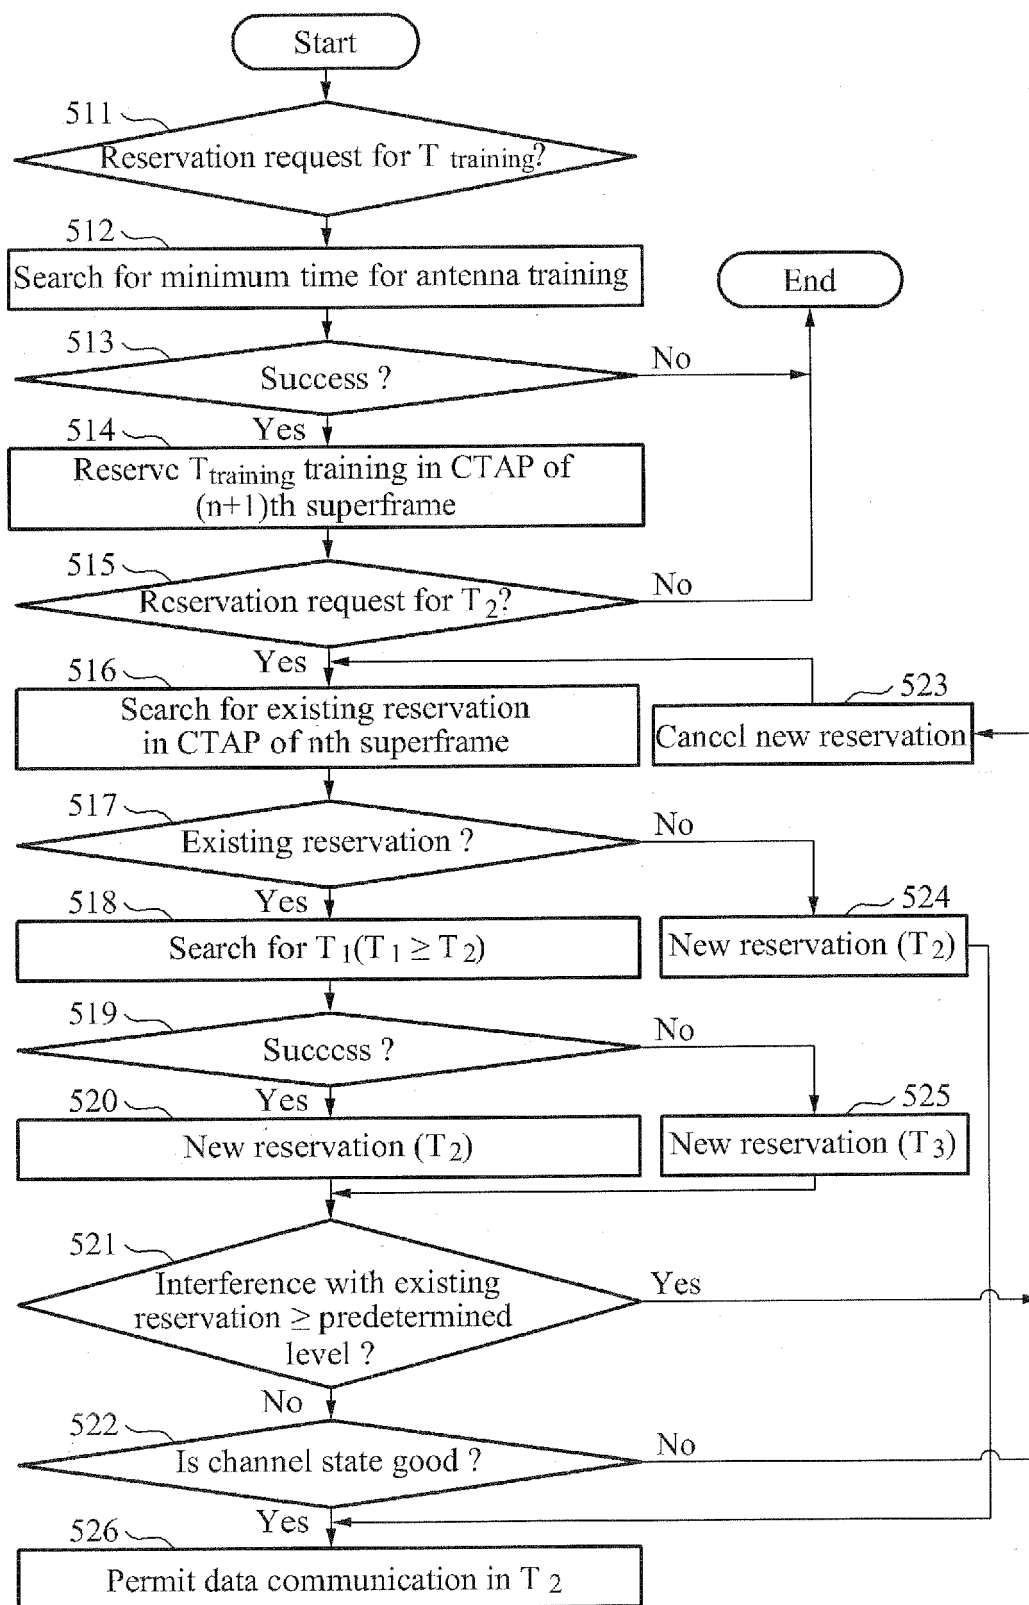 Start
511
Reservation request for T training?
512
Search for minimum time for antenna training
End
513
Success ?
No
Yes
514
Reserve Ttraining training in CTAP of
(n+1)th superframe
515
Reservation request for T2?
No
Yes
516
Search for existing reservation
in CTAP of nth superframe
523
Cancel new reservation
517
Existing reservation ?
No
Yes
518
Search for T1(T1 ≥ T2)
524
New reservation (T2)
519
Success ?
No
Yes
520
New reservation (T2)
525
New reservation (T3)
521
Interference with existing
reservation ≥ predetermined
level ?
Yes
No
522
Is channel state good ?
No
Yes
526
Permit data communication in T2